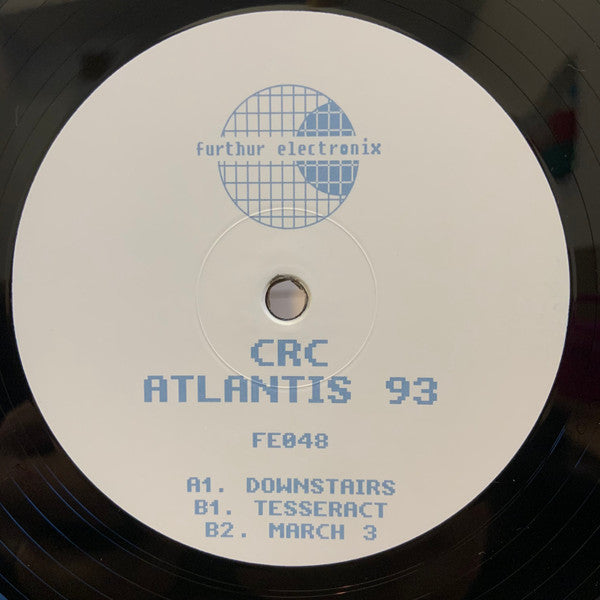 furthur electronix
CRC
ATLANTIS 93
FE048
A1. DOWNSTAIRS
B1. TESSERACT
B2. MARCH 3